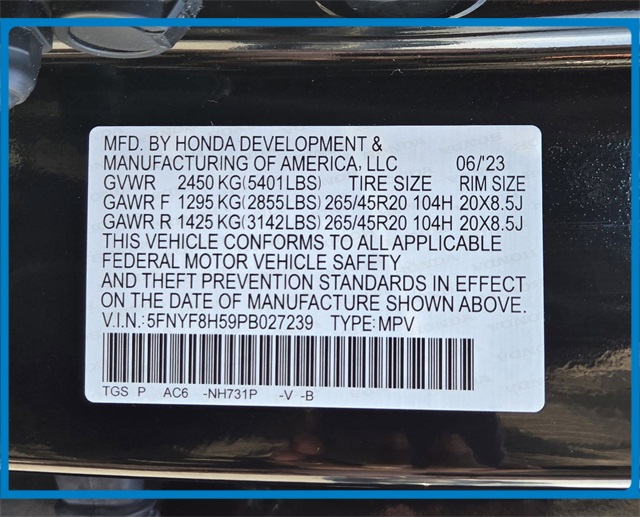 MFD. BY HONDA DEVELOPMENT &
MANUFACTURING OF AMERICA, LLC 06/'23
GVWR 2450 KG(5401LBS) TIRE SIZE RIM SIZE
GAWR F 1295 KG(2855LBS) 265/45R20 104H 20X8.5J
GAWR R 1425 KG(3142LBS) 265/45R20 104H 20X8.5J
THIS VEHICLE CONFORMS TO ALL APPLICABLE
FEDERAL MOTOR VEHICLE SAFETY
AND THEFT PREVENTION STANDARDS IN EFFECT
ON THE DATE OF MANUFACTURE SHOWN ABOVE.
V.I.N.: 5FNYF8H59PB027239 TYPE: MPV
TGS P AC6 -NH731P -V -B